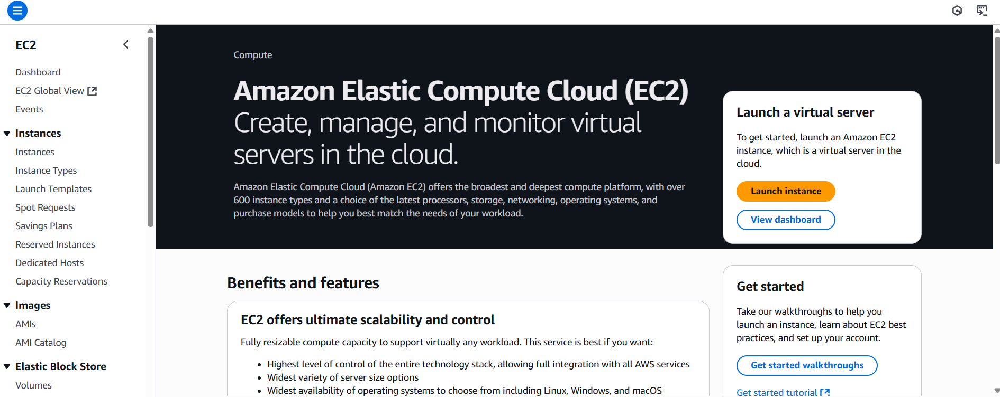 EC2
Dashboard
EC2 Global View
Events
Instances
Instances
Instance Types
Launch Templates
Spot Requests
Savings Plans
Reserved Instances
Dedicated Hosts
Capacity Reservations
Images
AMIs
AMI Catalog
Elastic Block Store
Volumes
Compute
Amazon Elastic Compute Cloud (EC2)
Create, manage, and monitor virtual
servers in the cloud.
Amazon Elastic Compute Cloud (Amazon EC2) offers the broadest and deepest compute platform, with over
600 instance types and a choice of the latest processors, storage, networking, operating systems, and
purchase models to help you best match the needs of your workload.
Launch a virtual server
To get started, launch an Amazon EC2
instance, which is a virtual server in the
cloud.
Launch instance
View dashboard
Benefits and features
EC2 offers ultimate scalability and control
Fully resizable compute capacity to support virtually any workload. This service is best if you want:
• Highest level of control of the entire technology stack, allowing full integration with all AWS services
• Widest variety of server size options
• Widest availability of operating systems to choose from including Linux, Windows, and macOS
Get started
Take our walkthroughs to help you
launch an instance, learn about EC2 best
practices, and set up your account.
Get started walkthroughs
Get started tutorial